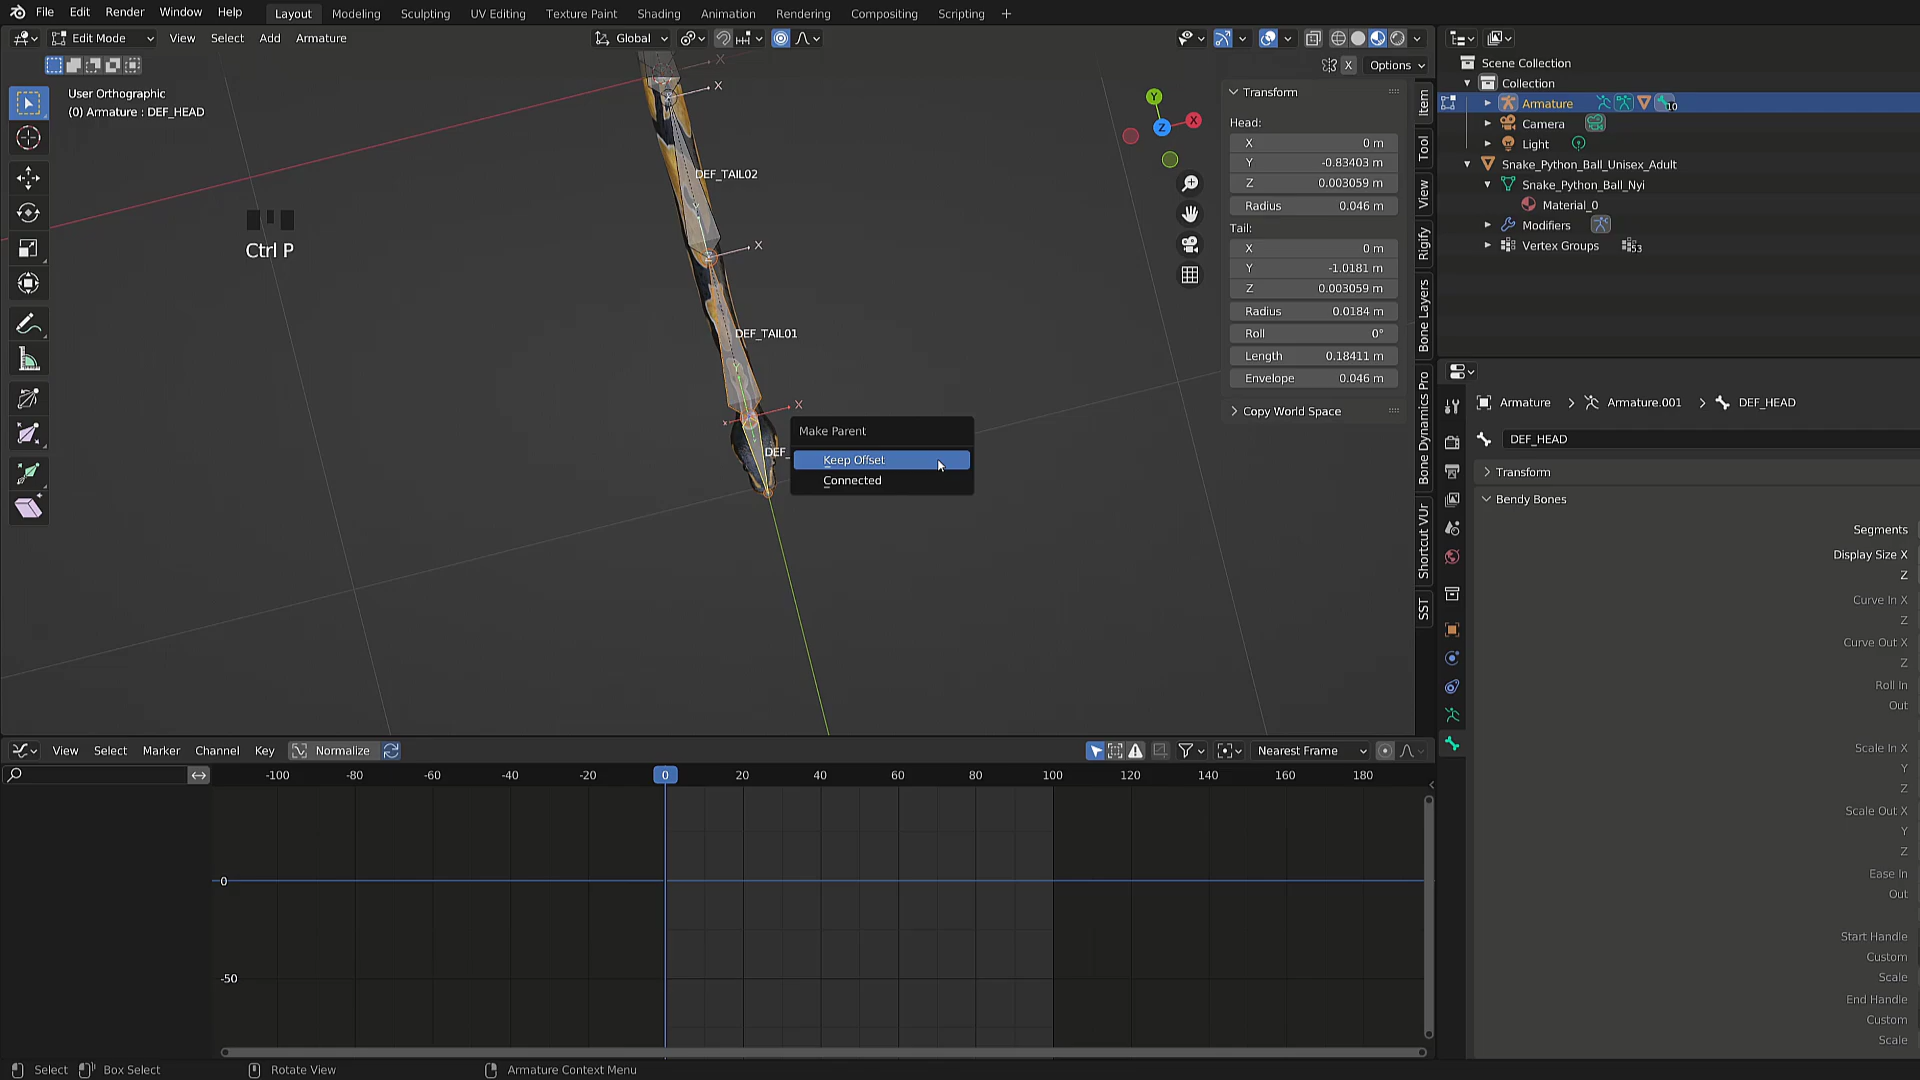 File Edit Render Window Help Layout Modeling Sculpting UV Editing Texture Paint Shading Animation Rendering Compositing Scripting +
Edit Mode View Select Add Armature Global
X Options
User Orthographic
(0) Armature : DEF_HEAD
Ctrl P
X
X
DEF_TAIL02
X
DEF_TAIL01
X
DEF_
Make Parent
Keep Offset
Connected
Y
X
Z
Transform
Head:
X 0 m
Y -0.83403 m
Z 0.003059 m
Radius 0.046 m
Tail:
X 0 m
Y -1.0181 m
Z 0.003059 m
Radius 0.0184 m
Roll 0°
Length 0.18411 m
Envelope 0.046 m
Copy World Space
Item
Tool
View
Rigify
Bone Layers
Bone Dynamics Pro
Shortcut VUr
SST
Scene Collection
Collection
Armature 10
Camera
Light
Snake_Python_Ball_Unisex_Adult
Snake_Python_Ball_Nyi
Material_0
Modifiers
Vertex Groups 53
Armature Armature.001 DEF_HEAD
DEF_HEAD
Transform
Bendy Bones
Segments
Display Size X
Z
Curve In X
Z
Curve Out X
Z
Roll In
Out
Scale In X
Y
Z
Scale Out X
Y
Z
Ease In
Out
Start Handle
Custom
Scale
End Handle
Custom
Scale
View Select Marker Channel Key Normalize Nearest Frame
-100 -80 -60 -40 -20 0 20 40 60 80 100 120 140 160 180
0
-50
Select Box Select Rotate View Armature Context Menu